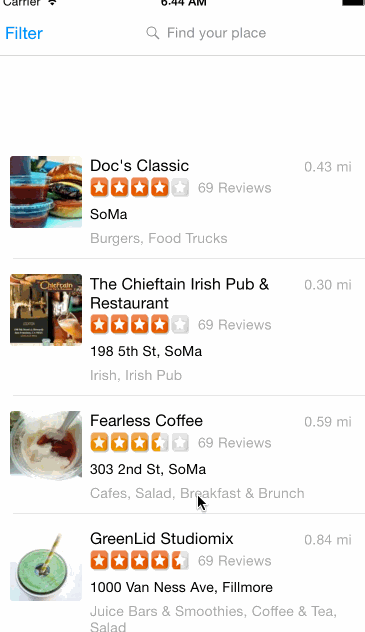 Carrier 6:44 AM
Filter Find your place
Doc's Classic 0.43 mi
69 Reviews
SoMa
Burgers, Food Trucks
Chieftain
The Chieftain Irish Pub & 0.30 mi
Restaurant
69 Reviews
198 5th St, SoMa
Irish, Irish Pub
Fearless Coffee 0.59 mi
69 Reviews
303 2nd St, SoMa
Cafes, Salad, Breakfast & Brunch
GreenLid Studiomix 0.84 mi
69 Reviews
1000 Van Ness Ave, Fillmore
Juice Bars & Smoothies, Coffee & Tea,
Salad